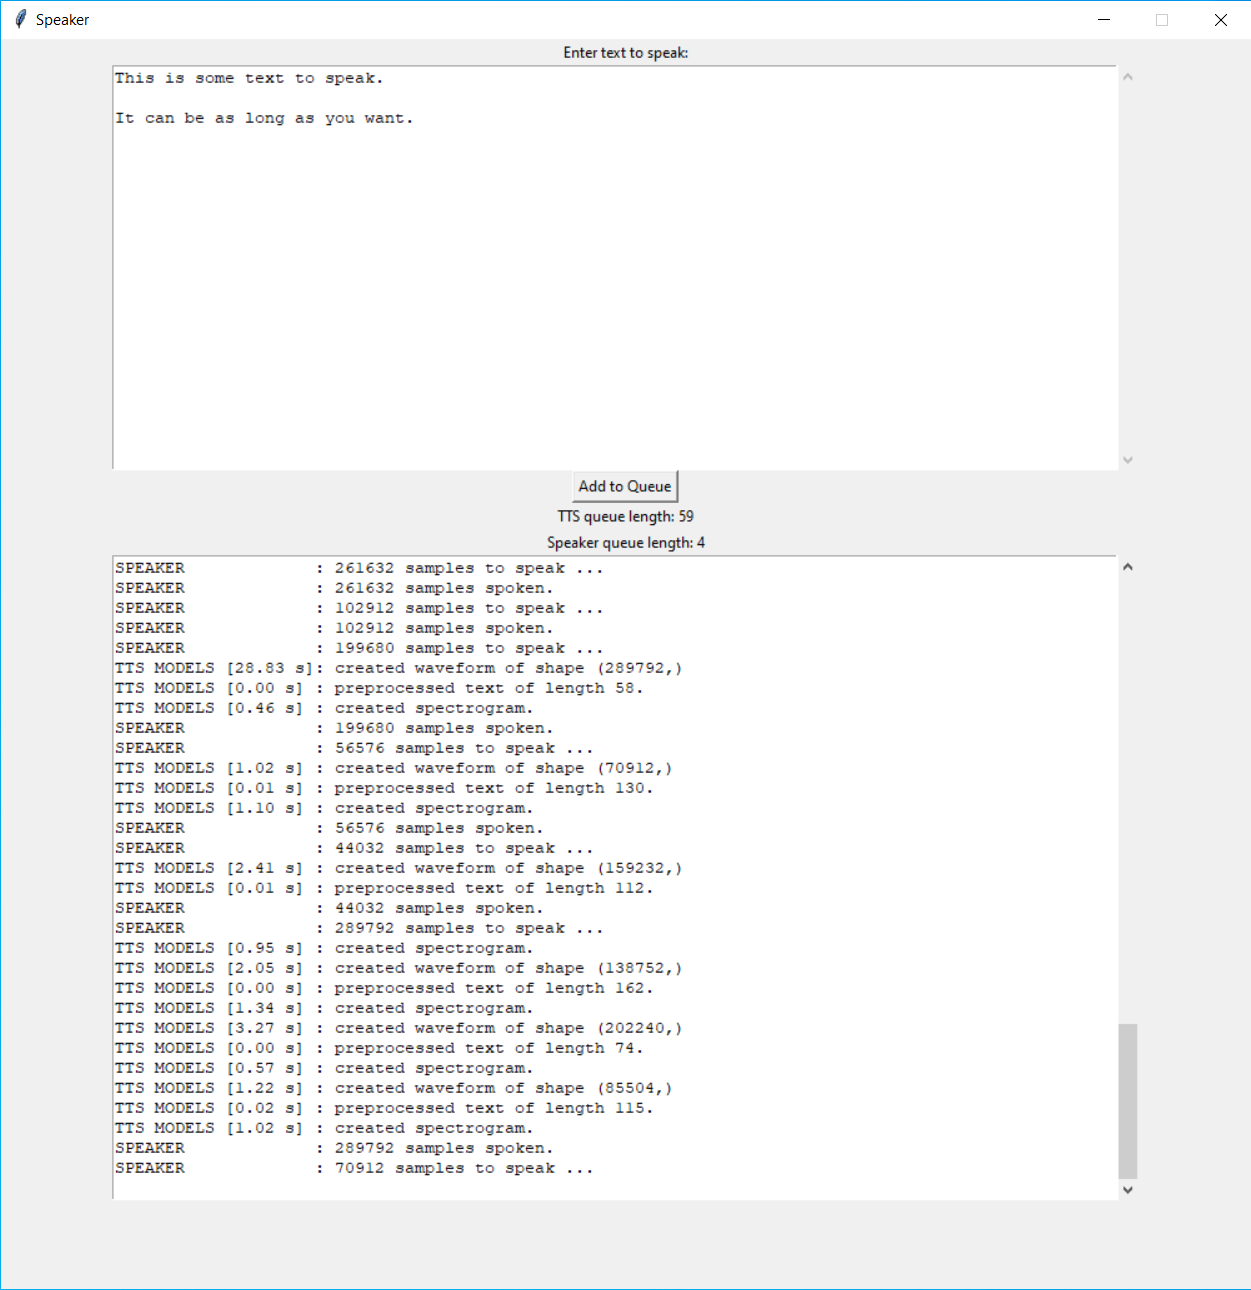 Speaker
Enter text to speak:
This is some text to speak.
It can be as long as you want.
Add to Queue
TTS queue length: 59
Speaker queue length: 4
SPEAKER             : 261632 samples to speak ...
SPEAKER             : 261632 samples spoken.
SPEAKER             : 102912 samples to speak ...
SPEAKER             : 102912 samples spoken.
SPEAKER             : 199680 samples to speak ...
TTS MODELS [28.83 s]: created waveform of shape (289792,)
TTS MODELS [0.00 s] : preprocessed text of length 58.
TTS MODELS [0.46 s] : created spectrogram.
SPEAKER             : 199680 samples spoken.
SPEAKER             : 56576 samples to speak ...
TTS MODELS [1.02 s] : created waveform of shape (70912,)
TTS MODELS [0.01 s] : preprocessed text of length 130.
TTS MODELS [1.10 s] : created spectrogram.
SPEAKER             : 56576 samples spoken.
SPEAKER             : 44032 samples to speak ...
TTS MODELS [2.41 s] : created waveform of shape (159232,)
TTS MODELS [0.01 s] : preprocessed text of length 112.
SPEAKER             : 44032 samples spoken.
SPEAKER             : 289792 samples to speak ...
TTS MODELS [0.95 s] : created spectrogram.
TTS MODELS [2.05 s] : created waveform of shape (138752,)
TTS MODELS [0.00 s] : preprocessed text of length 162.
TTS MODELS [1.34 s] : created spectrogram.
TTS MODELS [3.27 s] : created waveform of shape (202240,)
TTS MODELS [0.00 s] : preprocessed text of length 74.
TTS MODELS [0.57 s] : created spectrogram.
TTS MODELS [1.22 s] : created waveform of shape (85504,)
TTS MODELS [0.02 s] : preprocessed text of length 115.
TTS MODELS [1.02 s] : created spectrogram.
SPEAKER             : 289792 samples spoken.
SPEAKER             : 70912 samples to speak ...